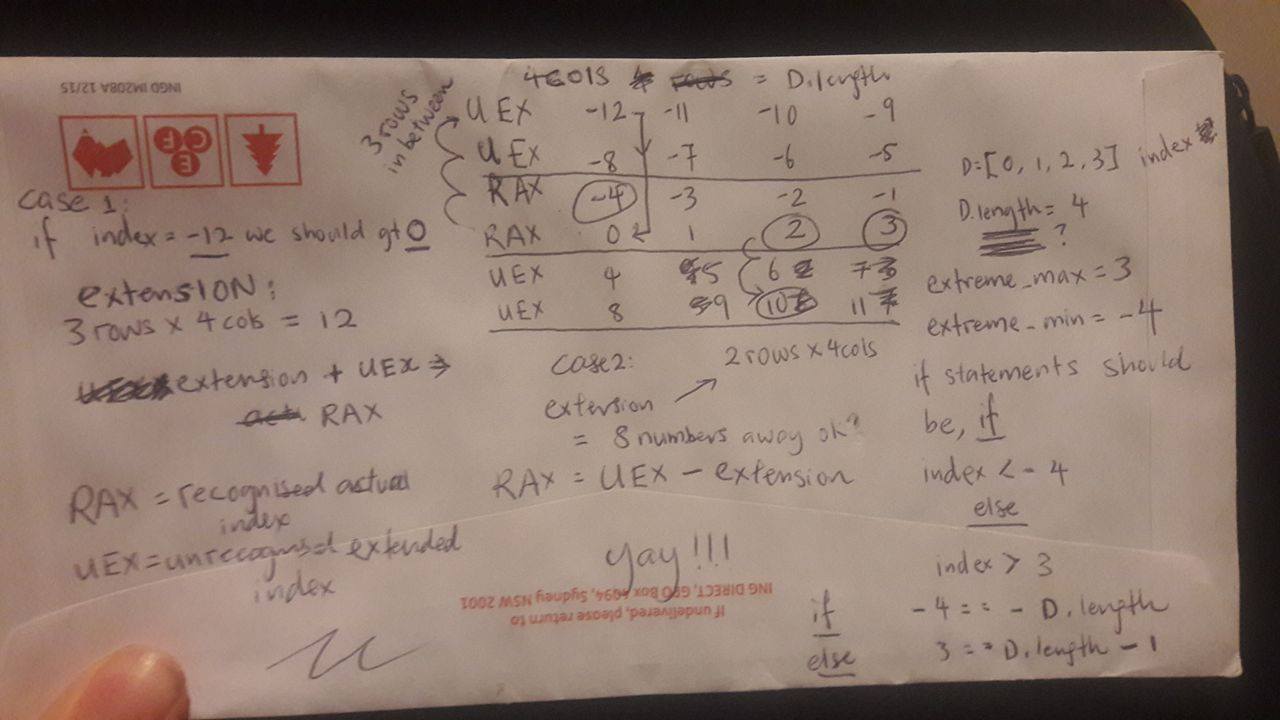 4COLS = D.length
3 rows
in between
UEX -12 -11 -10 -9
UEX -8 -7 -6 -5
RAX -4 -3 -2 -1
RAX 0 1 2 3
UEX 4 5 6 7
UEX 8 9 10 11
case 1:
if index = -12 we should gt 0
extension:
3 rows x 4 cols = 12
extension + UEX ⇒
RAX
RAX = recognised actual
index
UEX = unrecognised extended
index
case2: 2 rows x 4cols
extension
= 8 numbers away ok?
RAX = UEX - extension
yay!!!
D=[0, 1, 2, 3] index
D.length = 4
?
extreme_max = 3
extreme_min = -4
if statements should
be, if
index < -4
else
index > 3
if -4 == -D.length
else 3 == D.length - 1
ING IM208A 12/15
E
C
F
If undelivered, please return to
ING DIRECT, GPO Box 4094, Sydney NSW 2001